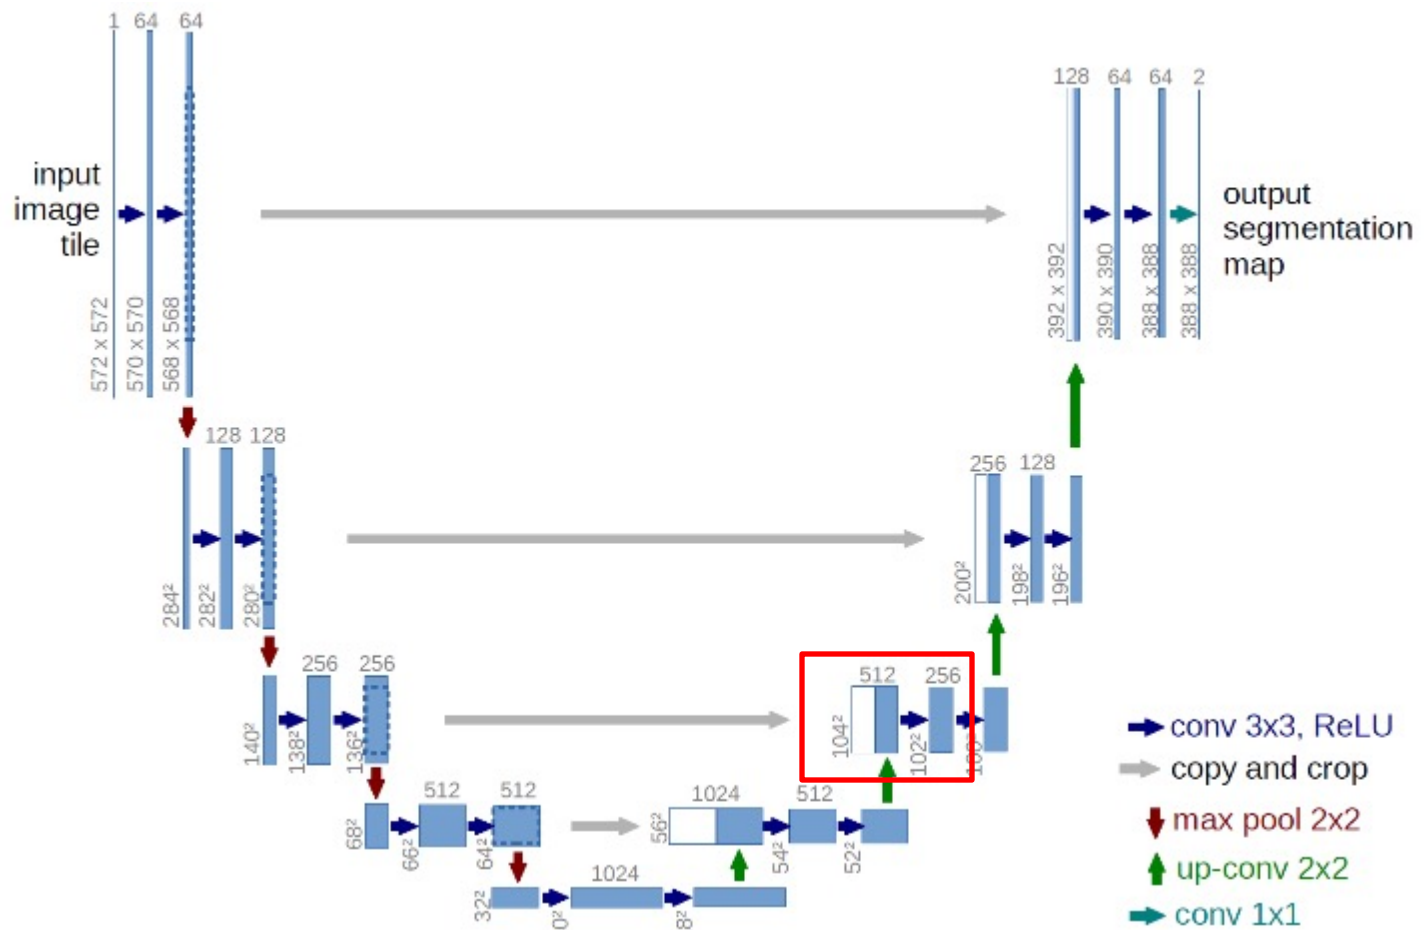 1 64 64
input
image
tile
572 x 572
570 x 570
568 x 568
128 64 64 2
output
segmentation
map
392 x 392
390 x 390
388 x 388
388 x 388
128 128
284²
282²
280²
256 128
200²
198²
196²
256 256
140²
138²
136²
512 256
104²
102²
512 512
68²
66²
64²
1024 512
56²
54²
52²
1024
32²
conv 3x3, ReLU
copy and crop
max pool 2x2
up-conv 2x2
conv 1x1